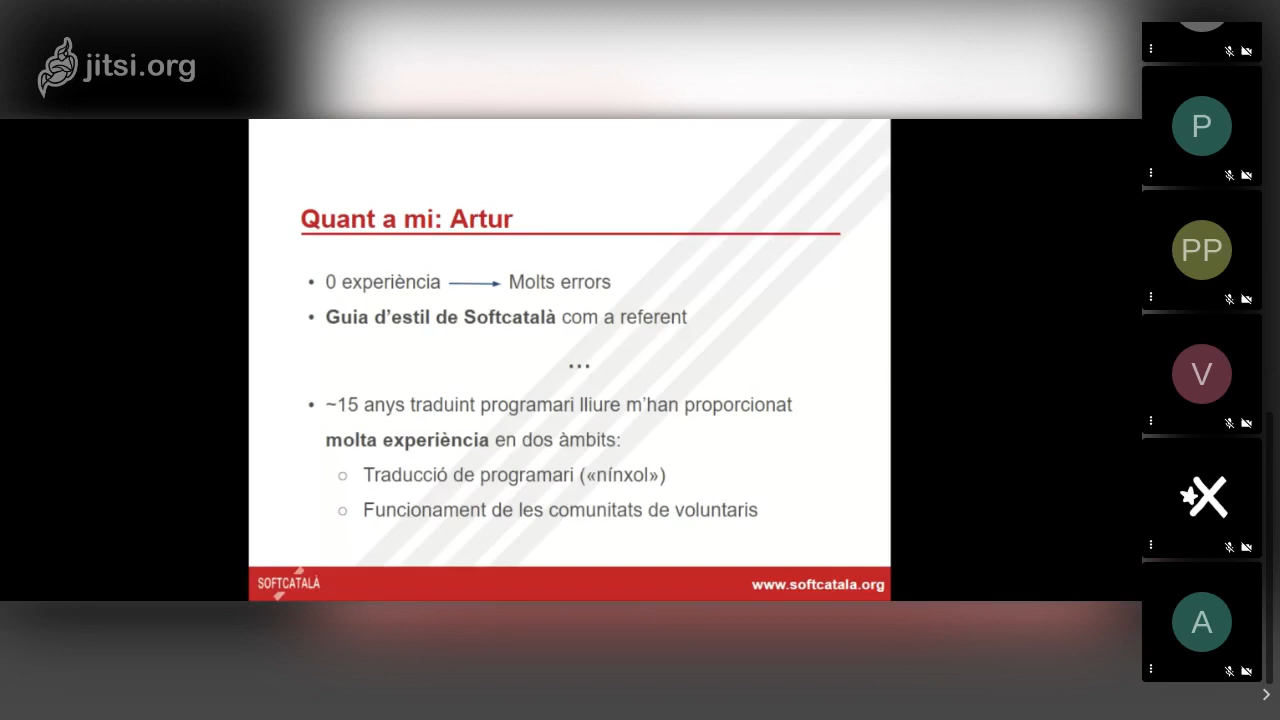 jitsi.org
Quant a mi: Artur
• 0 experiència Molts errors
• Guia d’estil de Softcatalà com a referent
...
• ~15 anys traduint programari lliure m’han proporcionat
molta experiència en dos àmbits:
○ Traducció de programari («nínxol»)
○ Funcionament de les comunitats de voluntaris
SOFTCATALÀ
www.softcatala.org
P
PP
V
X
A